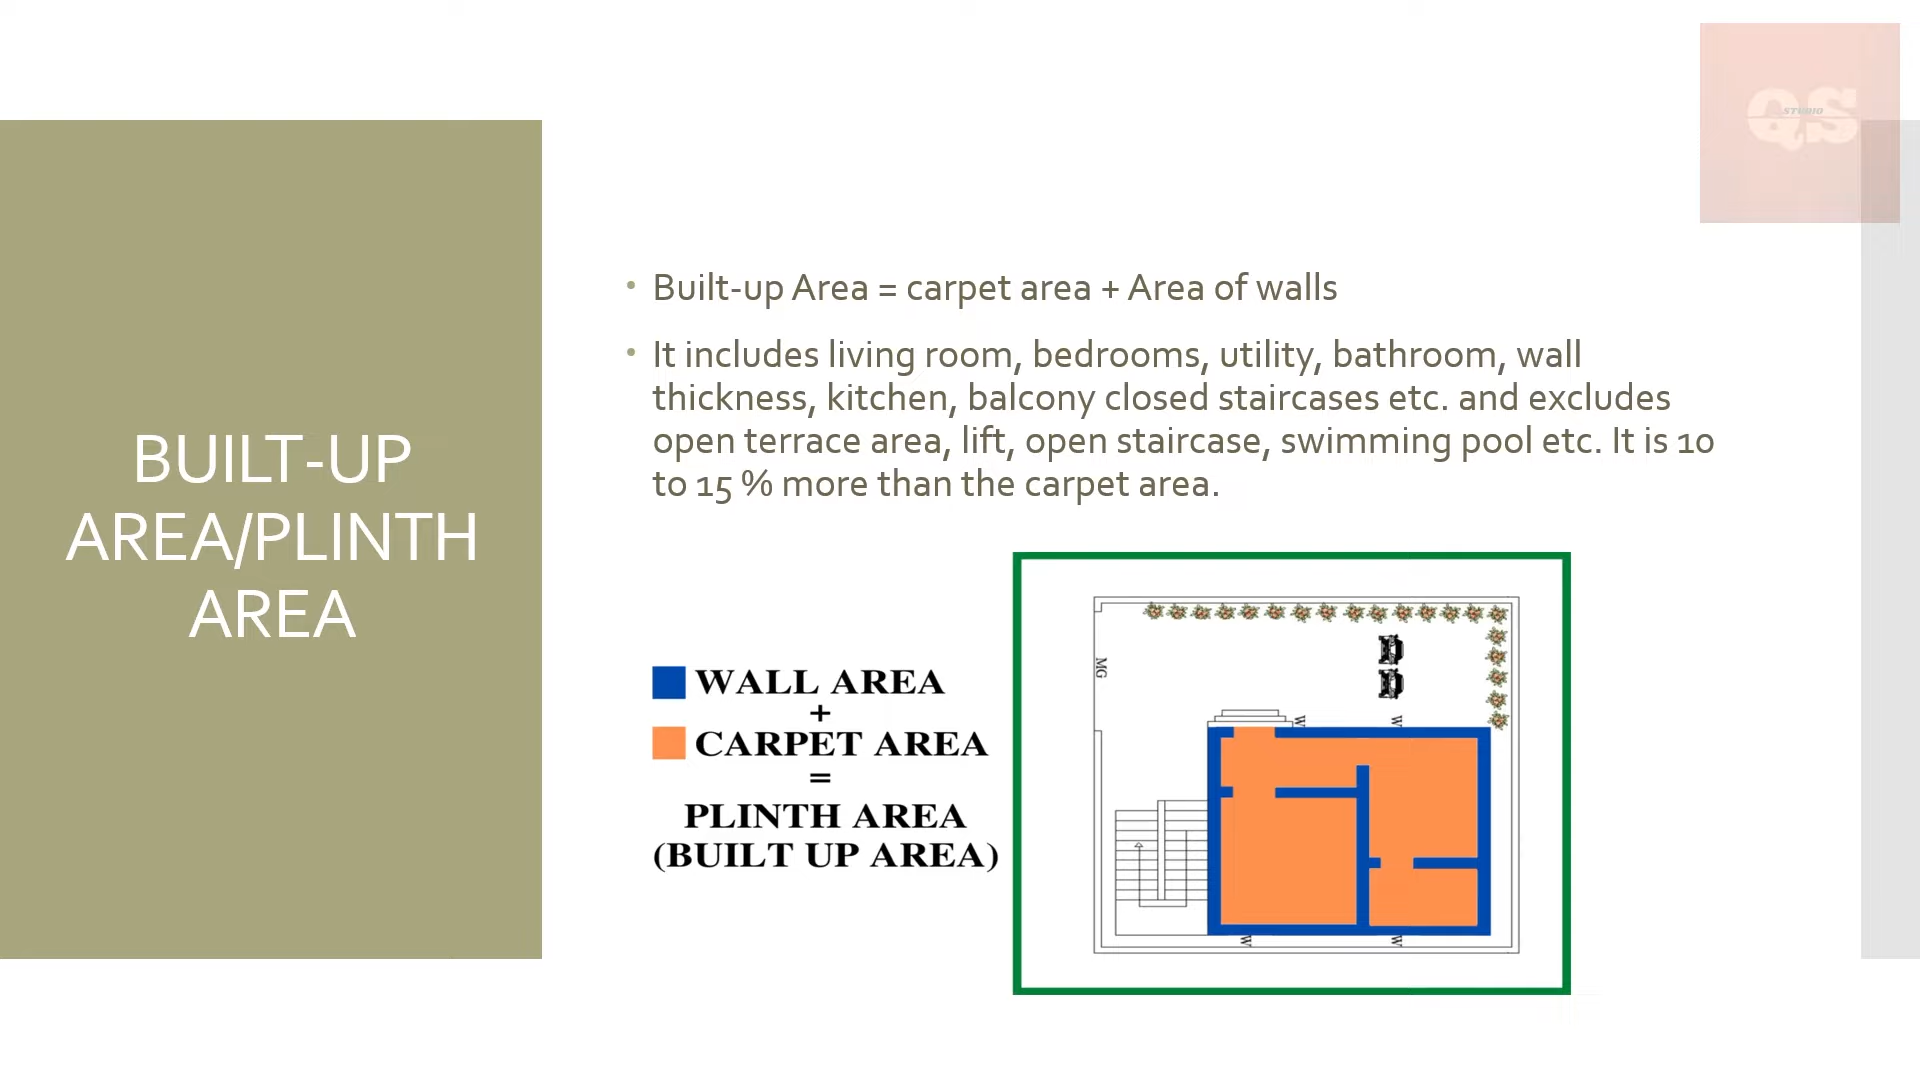 QS
STUDIO
BUILT-UP
AREA/PLINTH
AREA
• Built-up Area = carpet area + Area of walls
• It includes living room, bedrooms, utility, bathroom, wall
thickness, kitchen, balcony closed staircases etc. and excludes
open terrace area, lift, open staircase, swimming pool etc. It is 10
to 15 % more than the carpet area.
WALL AREA
+
CARPET AREA
=
PLINTH AREA
(BUILT UP AREA)
MG
W
W
W
W